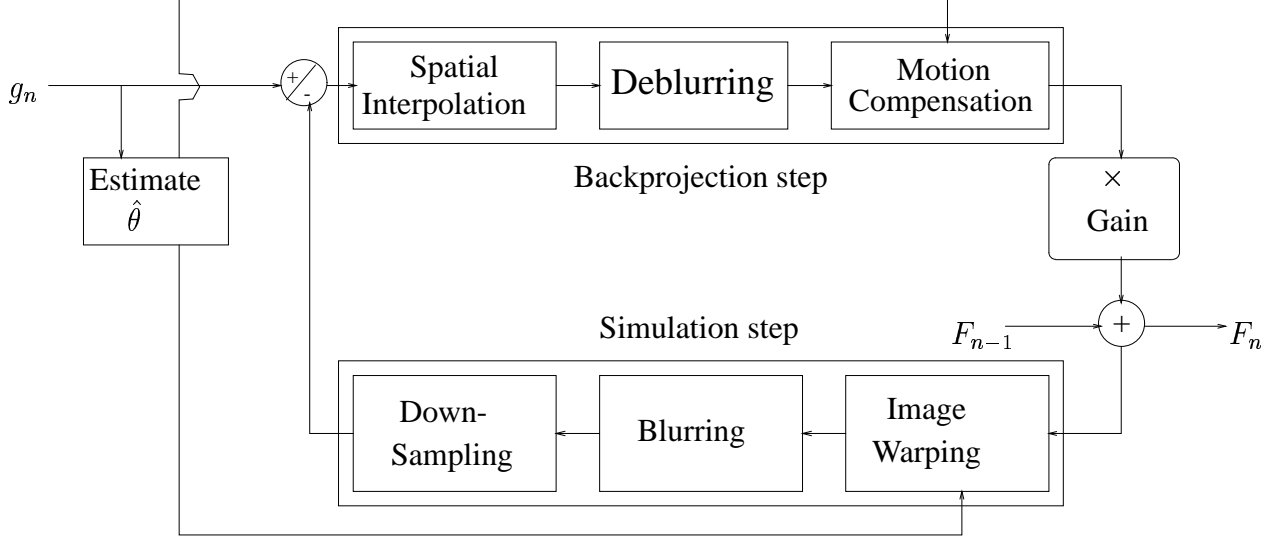 g_n
+
-
Spatial
Interpolation
Deblurring
Motion
Compensation
Backprojection step
Estimate
θ̂
×
Gain
Simulation step
F_{n-1}
+
F_n
Down-
Sampling
Blurring
Image
Warping